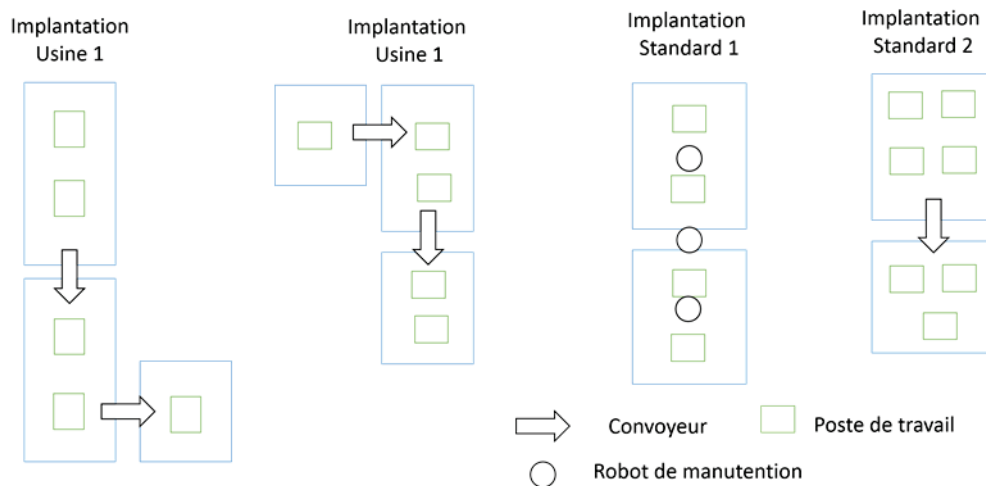 Implantation
Usine 1
Implantation
Usine 1
Implantation
Standard 1
Implantation
Standard 2
Convoyeur
Poste de travail
Robot de manutention